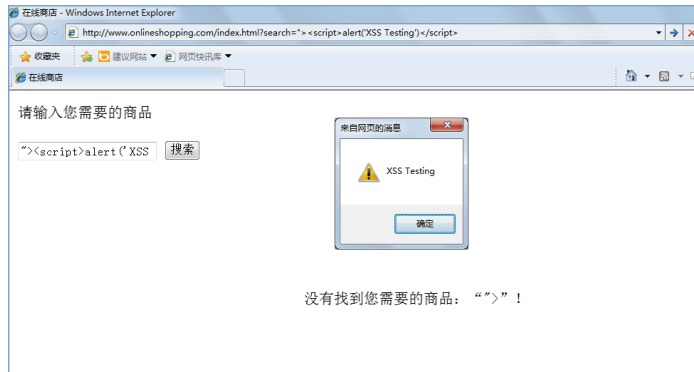 在线商店 - Windows Internet Explorer
http://www.onlineshopping.com/index.html?search="><script>alert('XSS Testing')</script>
收藏夹 建议网站 网页快讯库
在线商店
请输入您需要的商品
"><script>alert('XSS 搜索
来自网页的消息
XSS Testing
确定
没有找到您需要的商品：“">”！